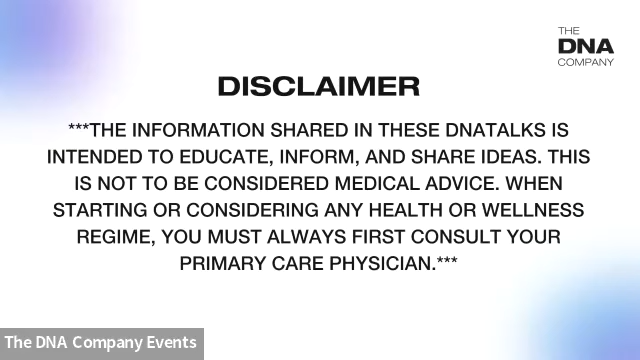 THE
DNA
COMPANY
DISCLAIMER
***THE INFORMATION SHARED IN THESE DNATALKS IS
INTENDED TO EDUCATE, INFORM, AND SHARE IDEAS. THIS
IS NOT TO BE CONSIDERED MEDICAL ADVICE. WHEN
STARTING OR CONSIDERING ANY HEALTH OR WELLNESS
REGIME, YOU MUST ALWAYS FIRST CONSULT YOUR
PRIMARY CARE PHYSICIAN.***
The DNA Company Events